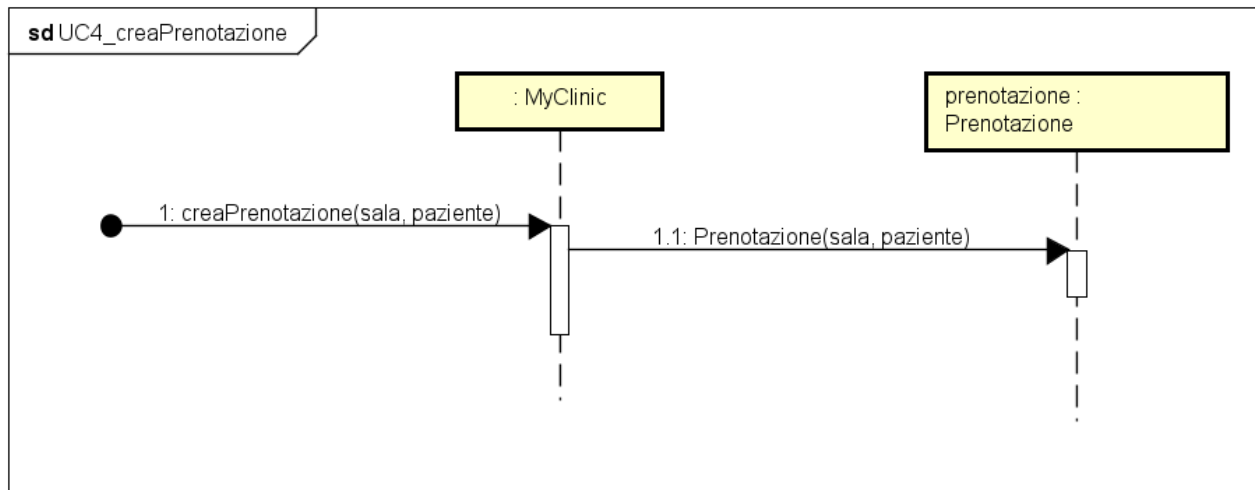 sd UC4_creaPrenotazione
: MyClinic
prenotazione :
Prenotazione
1: creaPrenotazione(sala, paziente)
1.1: Prenotazione(sala, paziente)